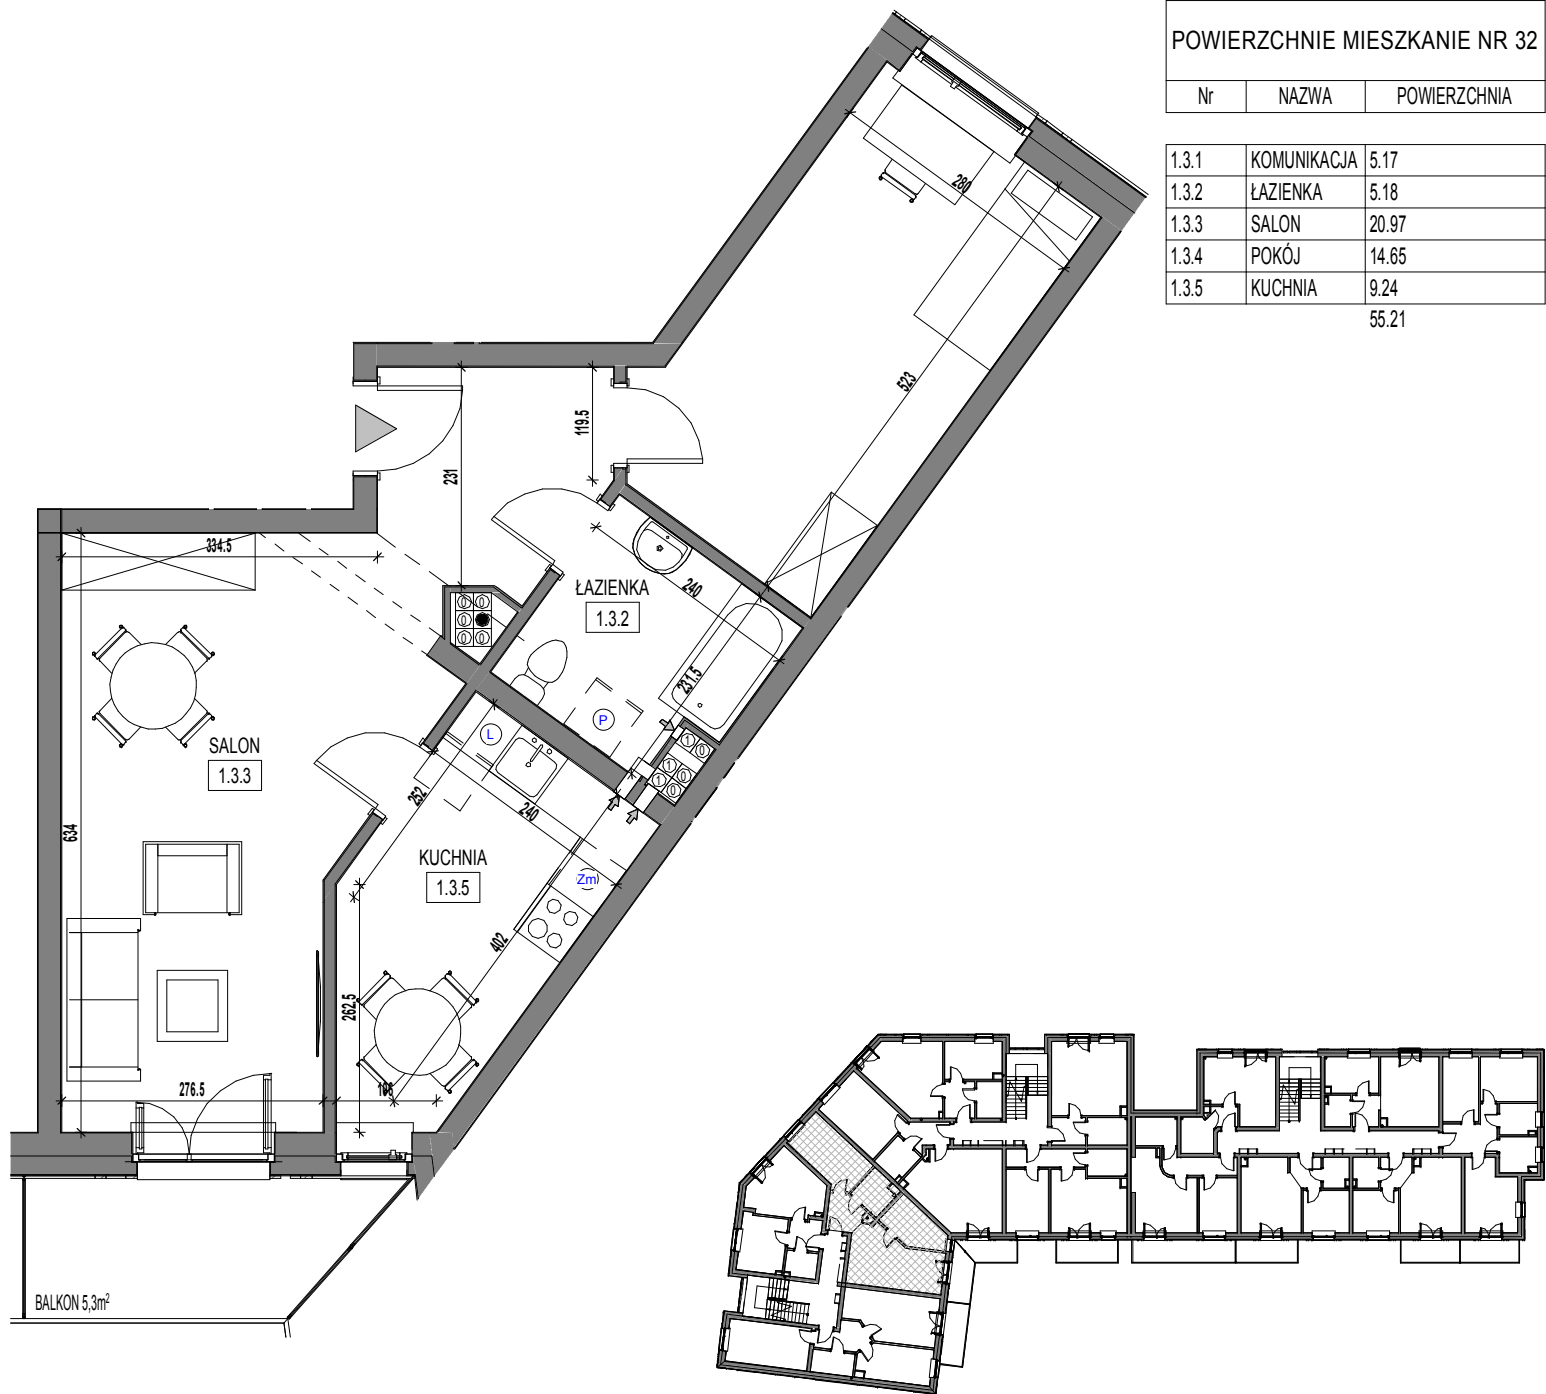 POWIERZCHNIE MIESZKANIE NR 32
Nr NAZWA POWIERZCHNIA
1.3.1 KOMUNIKACJA 5.17
1.3.2 ŁAZIENKA 5.18
1.3.3 SALON 20.97
1.3.4 POKÓJ 14.65
1.3.5 KUCHNIA 9.24
55.21
280
523
119.5
231
334.5
ŁAZIENKA
1.3.2
240
231.5
P
L
SALON
1.3.3
634
252
240
KUCHNIA
1.3.5
Zm
402
262.5
276.5
186
BALKON 5,3m²